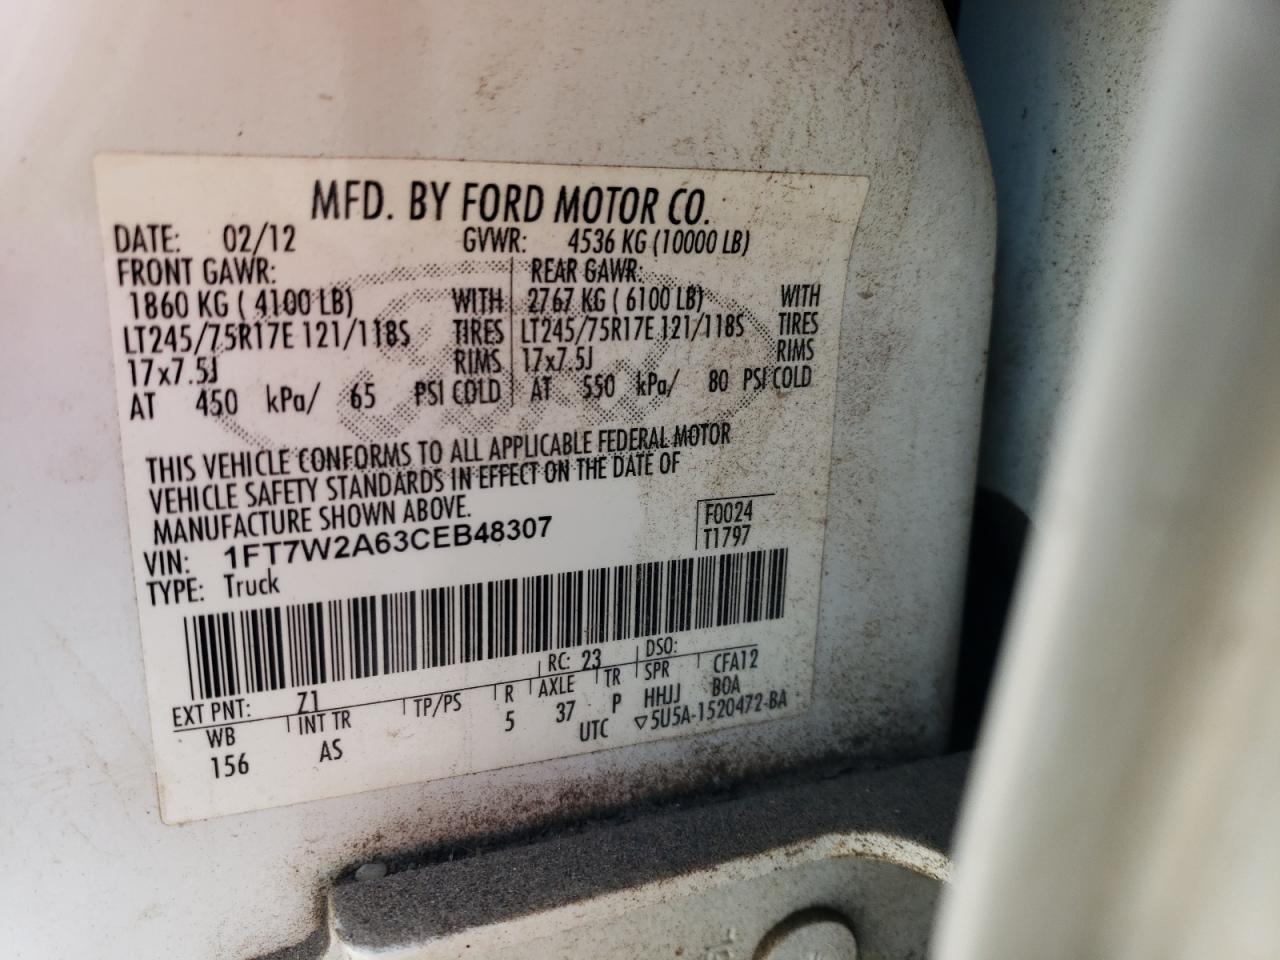 MFD. BY FORD MOTOR CO.
DATE: 02/12 GVWR: 4536 KG (10000 LB)
FRONT GAWR: REAR GAWR:
1860 KG ( 4100 LB) WITH 2767 KG ( 6100 LB) WITH
LT245/75R17E 121/118S TIRES LT245/75R17E 121/118S TIRES
17x7.5J RIMS 17x7.5J RIMS
AT 450 kPa/ 65 PSI COLD AT 550 kPa/ 80 PSI COLD
THIS VEHICLE CONFORMS TO ALL APPLICABLE FEDERAL MOTOR
VEHICLE SAFETY STANDARDS IN EFFECT ON THE DATE OF
MANUFACTURE SHOWN ABOVE.
VIN: 1FT7W2A63CEB48307 F0024
TYPE: Truck T1797
EXT PNT: Z1 RC: 23 DSO:
WB INT TR TP/PS R AXLE TR SPR CFA12
156 AS 5 37 P HHJJ BOA
UTC ▽5U5A-1520472-BA